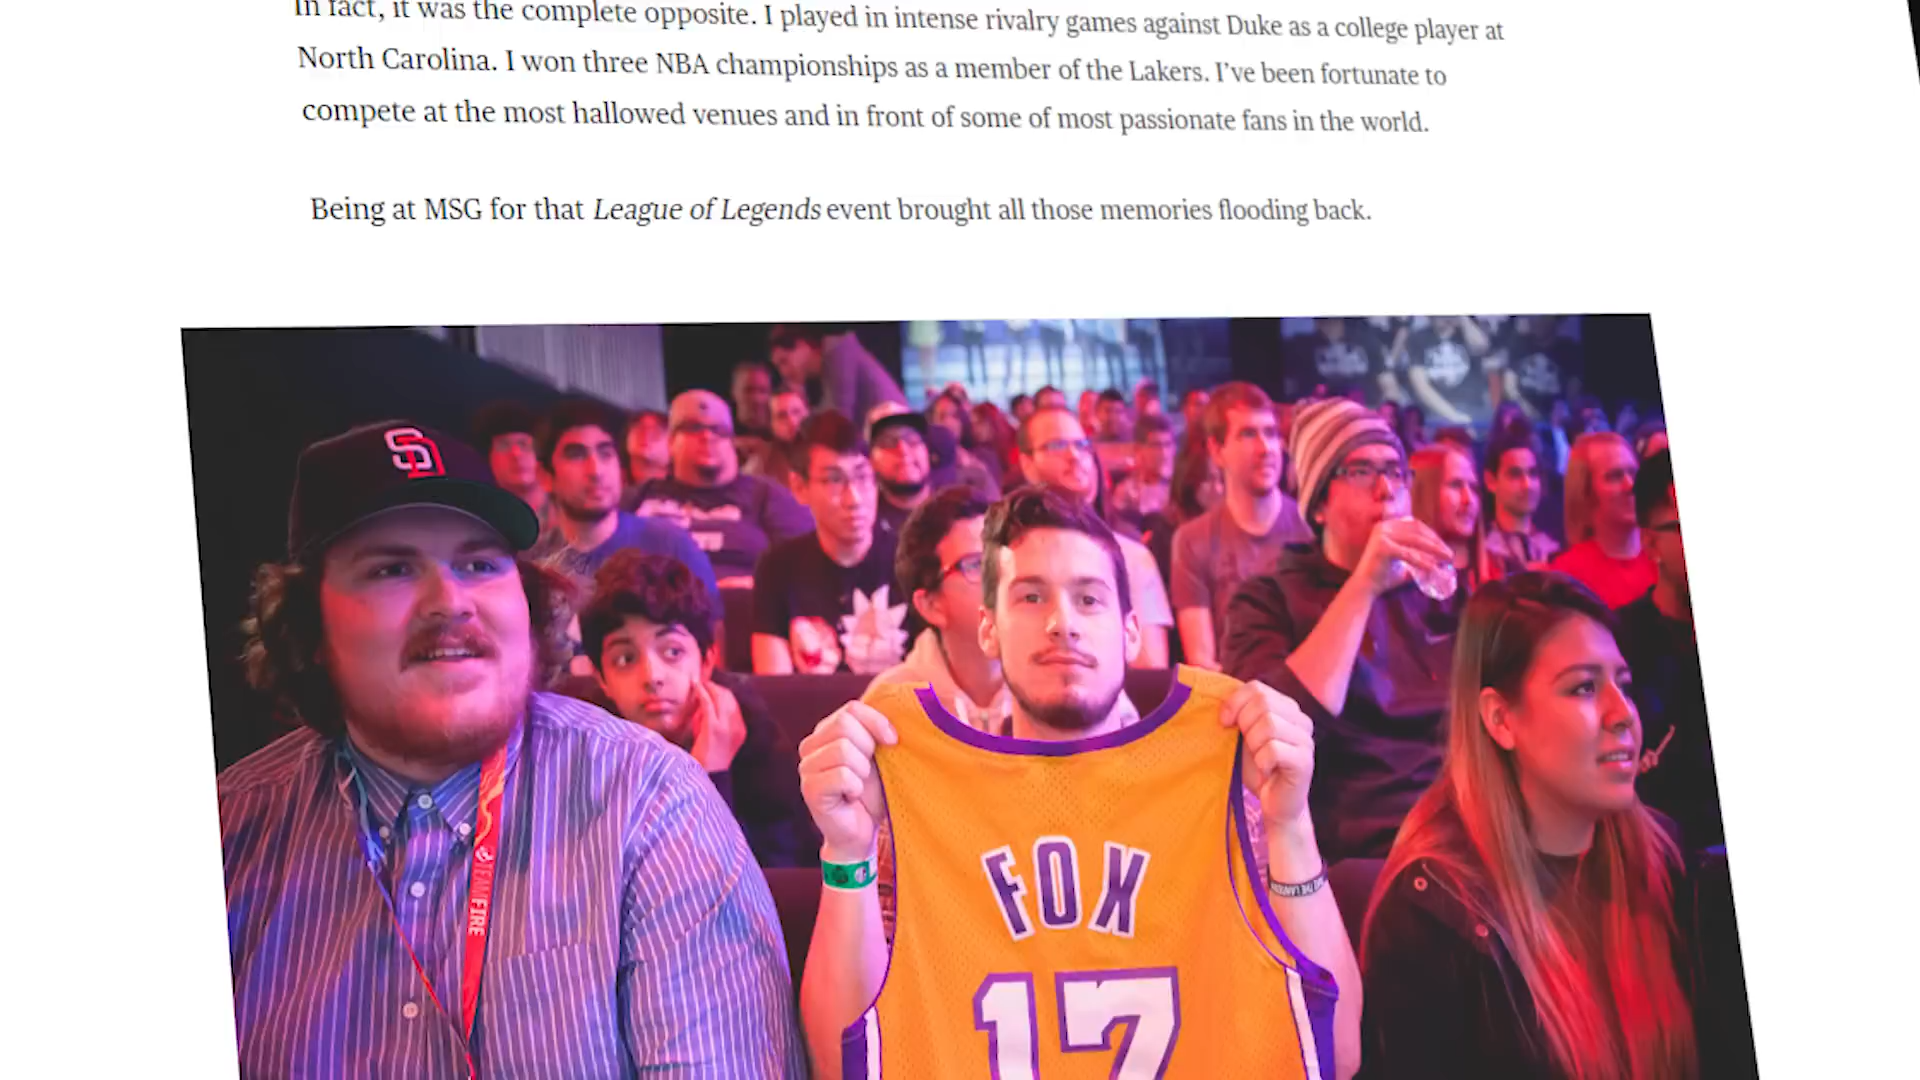 In fact, it was the complete opposite. I played in intense rivalry games against Duke as a college player at
North Carolina. I won three NBA championships as a member of the Lakers. I’ve been fortunate to
compete at the most hallowed venues and in front of some of most passionate fans in the world.
Being at MSG for that League of Legends event brought all those memories flooding back.
SD
TEAM FIRE
FOX
17